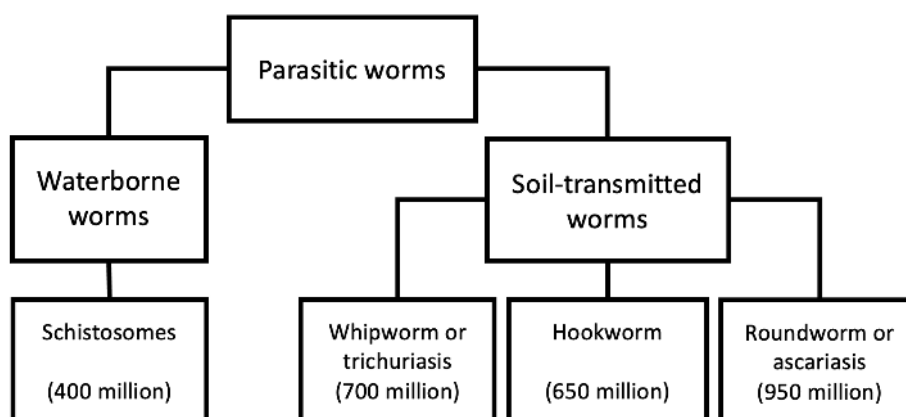 Parasitic worms
Waterborne
worms
Soil-transmitted
worms
Schistosomes
(400 million)
Whipworm or
trichuriasis
(700 million)
Hookworm
(650 million)
Roundworm or
ascariasis
(950 million)